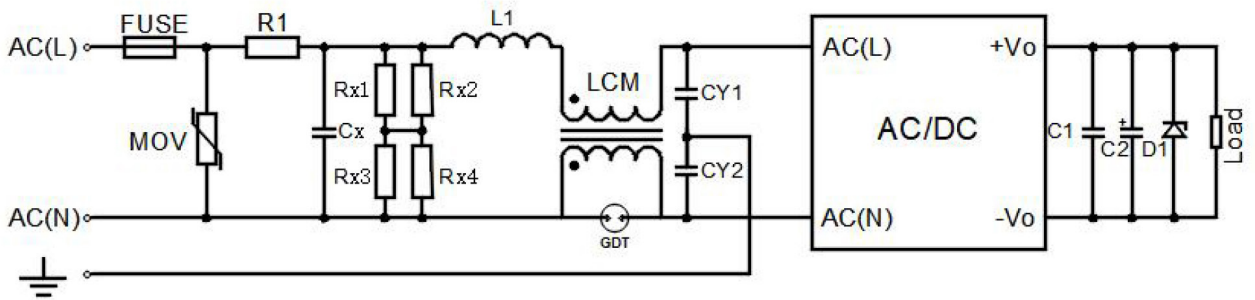 FUSE
R1
L1
AC(L)
AC(L)
+Vo
Rx1
Rx2
LCM
CY1
MOV
Cx
AC/DC
C1
C2
+
D1
Load
Rx3
Rx4
CY2
AC(N)
AC(N)
-Vo
GDT